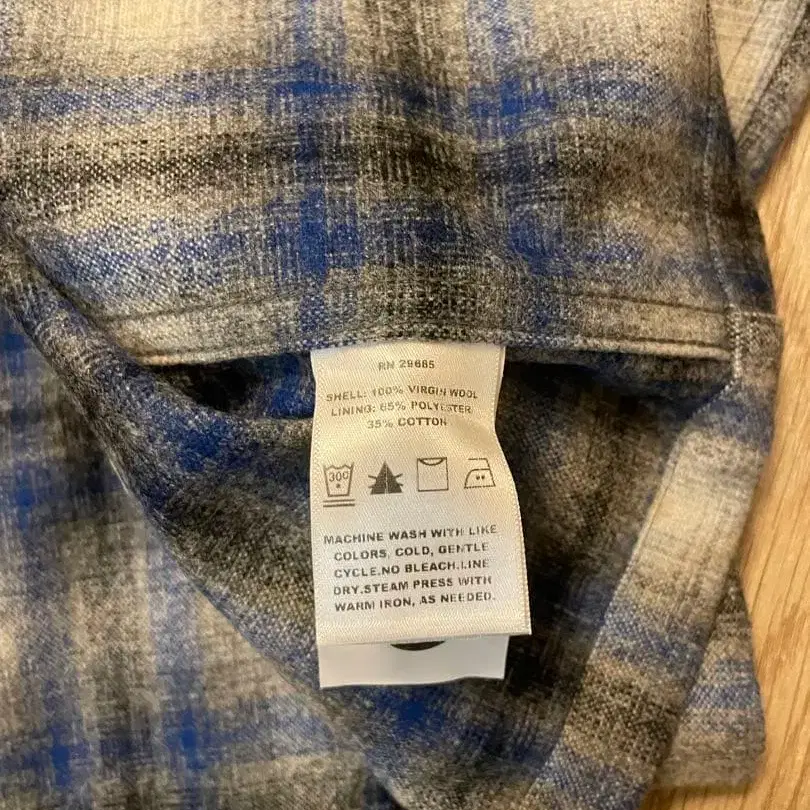 RN 29685
SHELL: 100% VIRGIN WOOL
LINING: 65% POLYESTER
35% COTTON
30C
MACHINE WASH WITH LIKE
COLORS, COLD, GENTLE
CYCLE.NO BLEACH.LINE
DRY.STEAM PRESS WITH
WARM IRON, AS NEEDED.